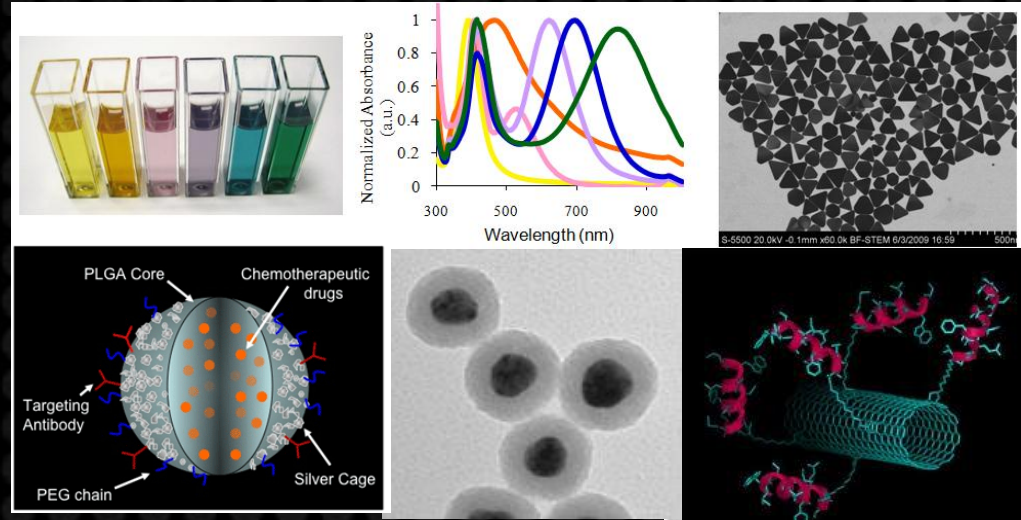 Normalized Absorbance
(a.u.)
1
0.8
0.6
0.4
0.2
0
300
500
700
900
Wavelength (nm)
S-5500 20.0kV -0.1mm x60.0k BF-STEM 6/3/2009 16:59
500nm
PLGA Core
Chemotherapeutic
drugs
Targeting
Antibody
PEG chain
Silver Cage